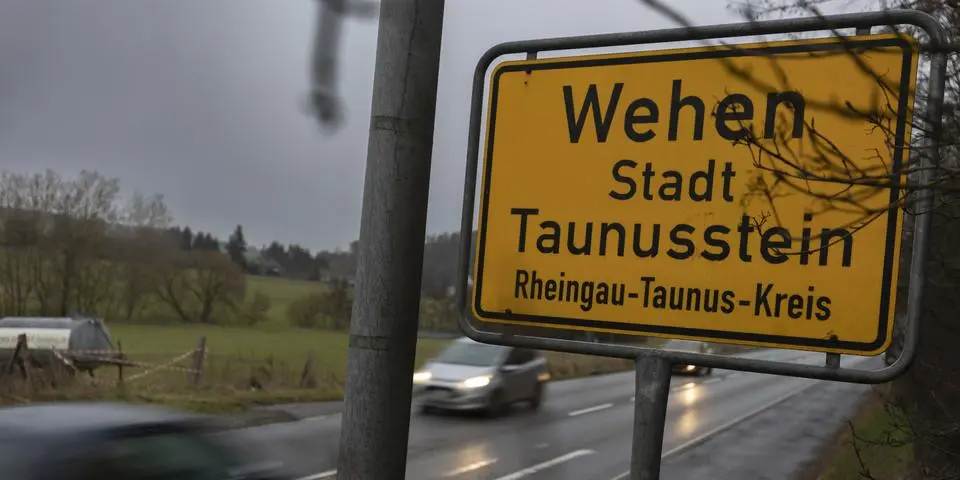 Wehen
Stadt
Taunusstein
Rheingau-Taunus-Kreis